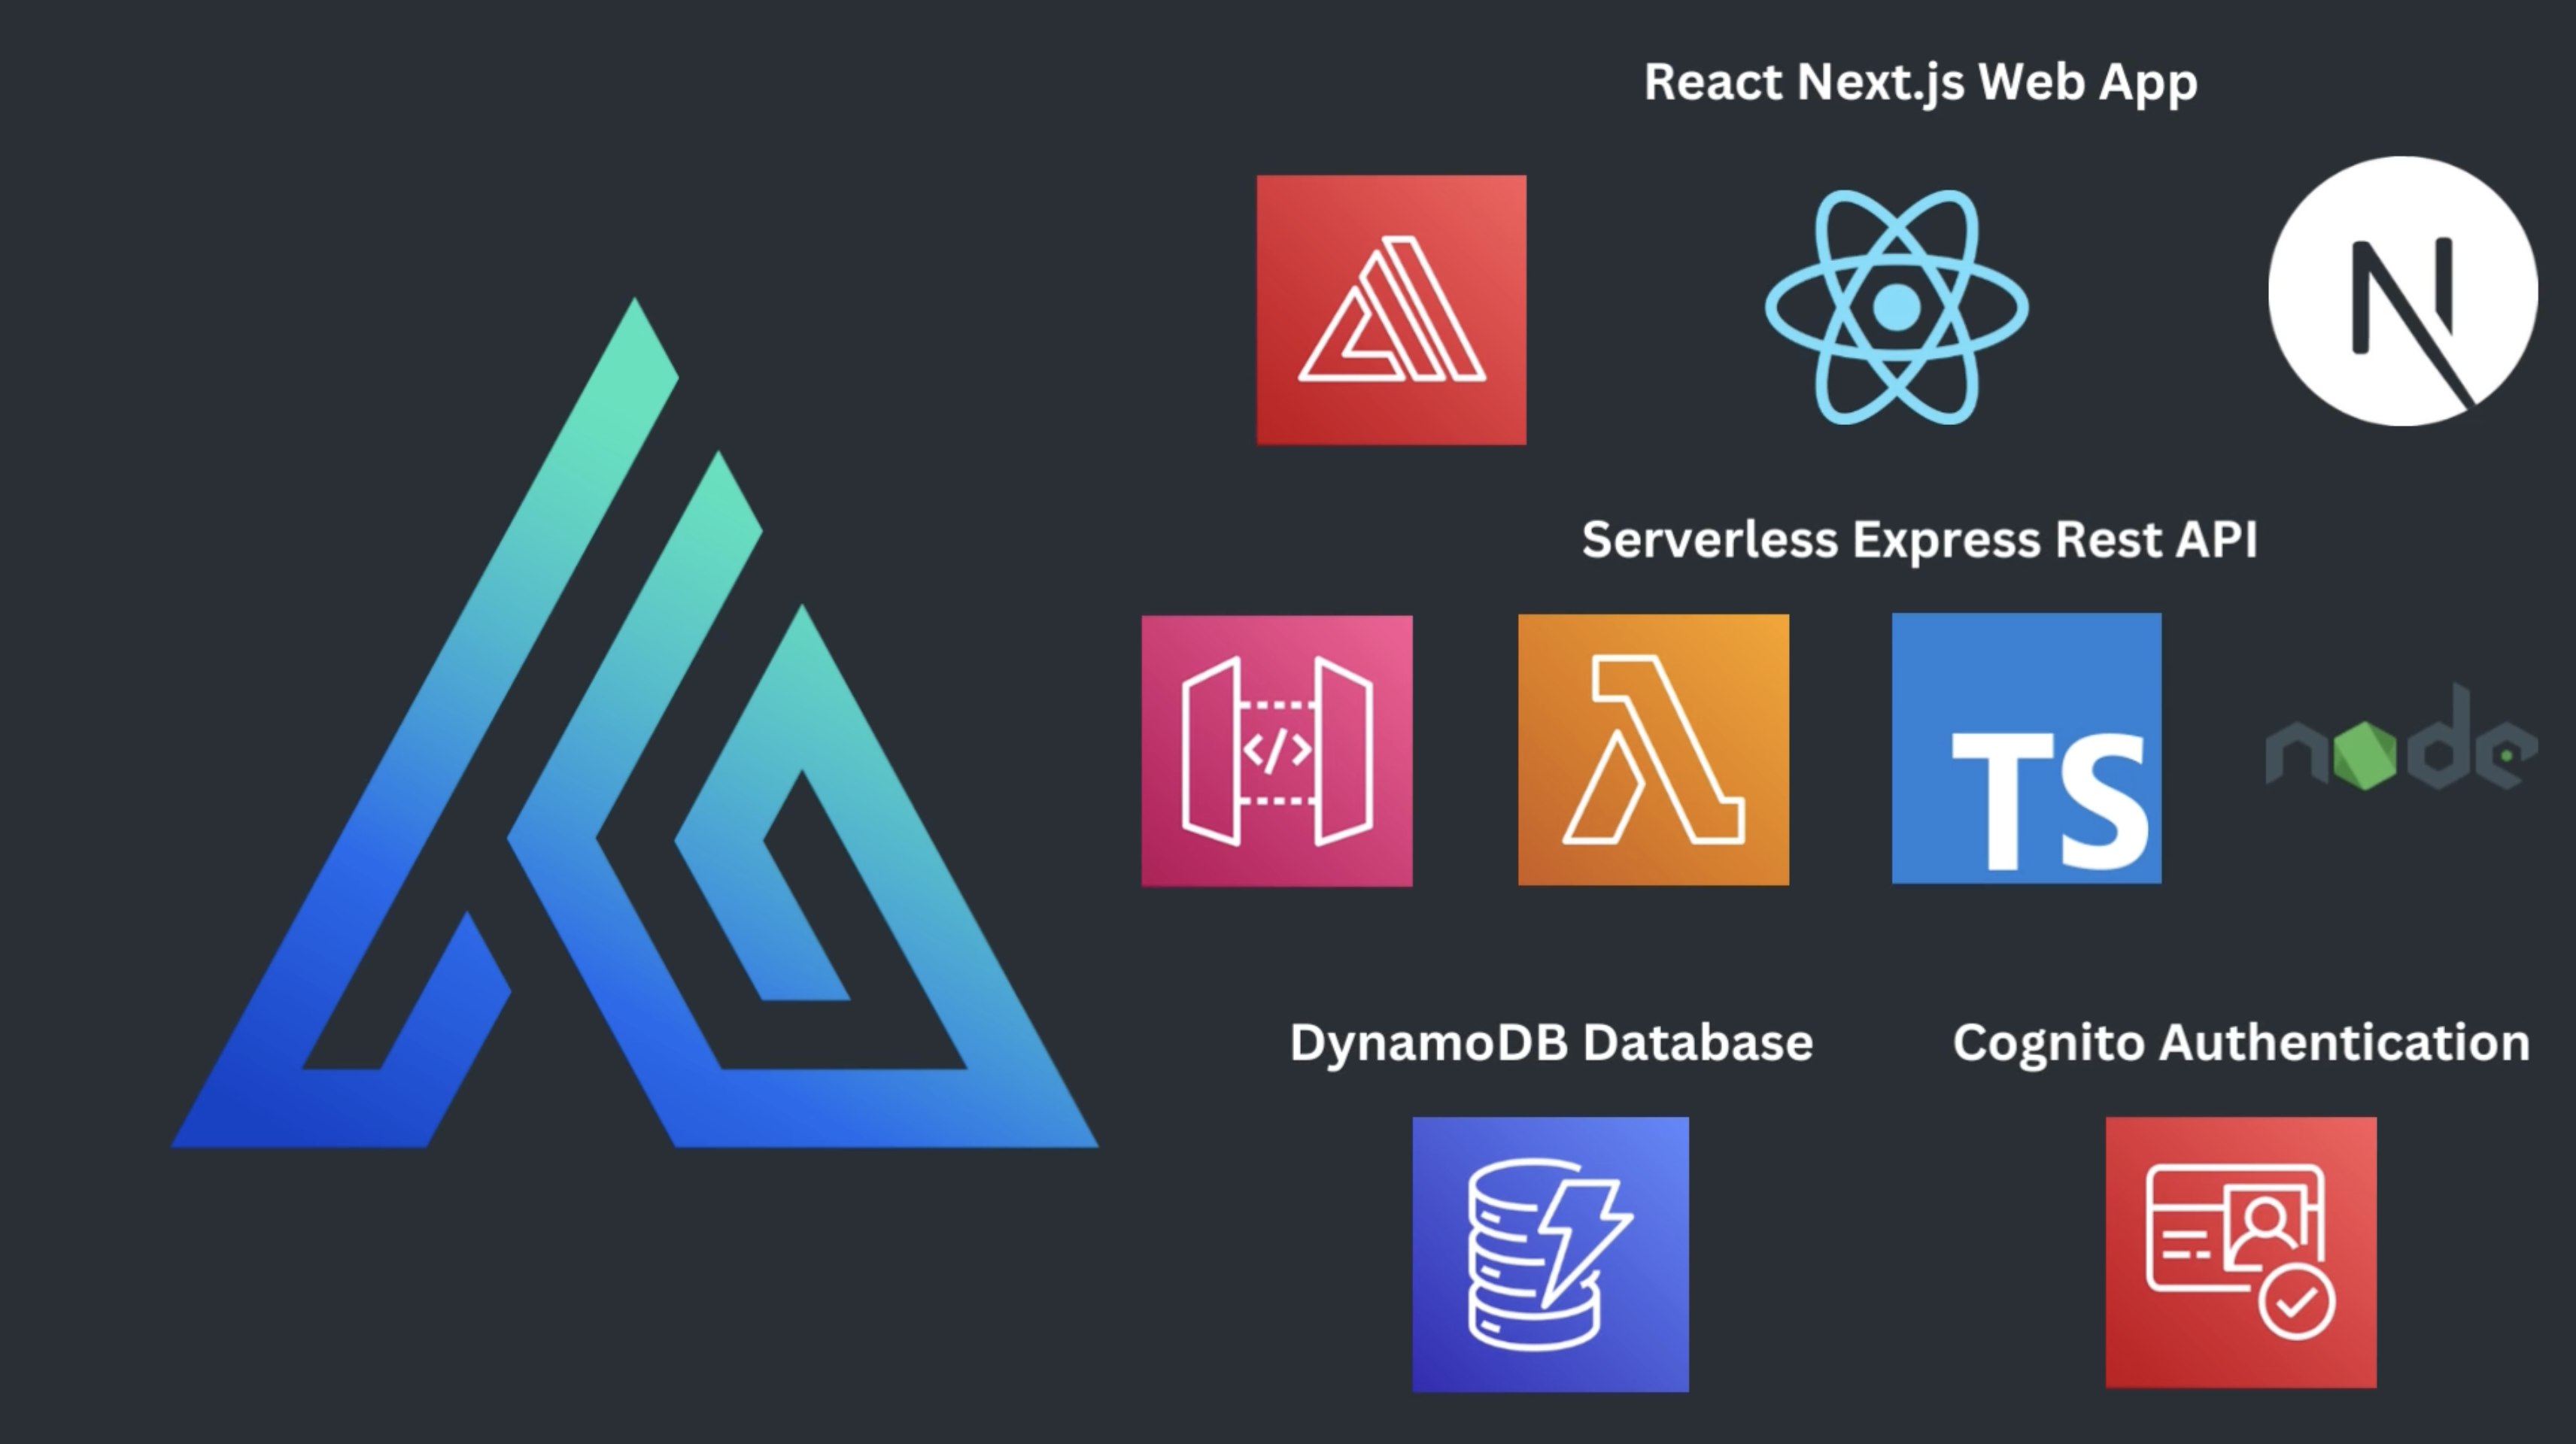 React Next.js Web App
N
Serverless Express Rest API
</>
TS
node
DynamoDB Database
Cognito Authentication